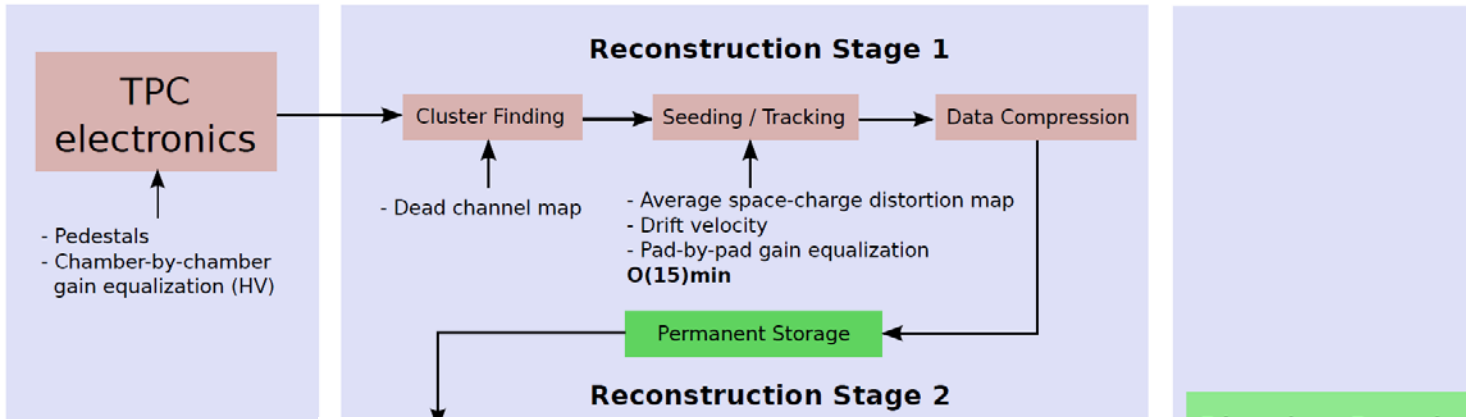 Reconstruction Stage 1
TPC
electronics
Cluster Finding
Seeding / Tracking
Data Compression
- Pedestals
- Chamber-by-chamber
gain equalization (HV)
- Dead channel map
- Average space-charge distortion map
- Drift velocity
- Pad-by-pad gain equalization
O(15)min
Permanent Storage
Reconstruction Stage 2